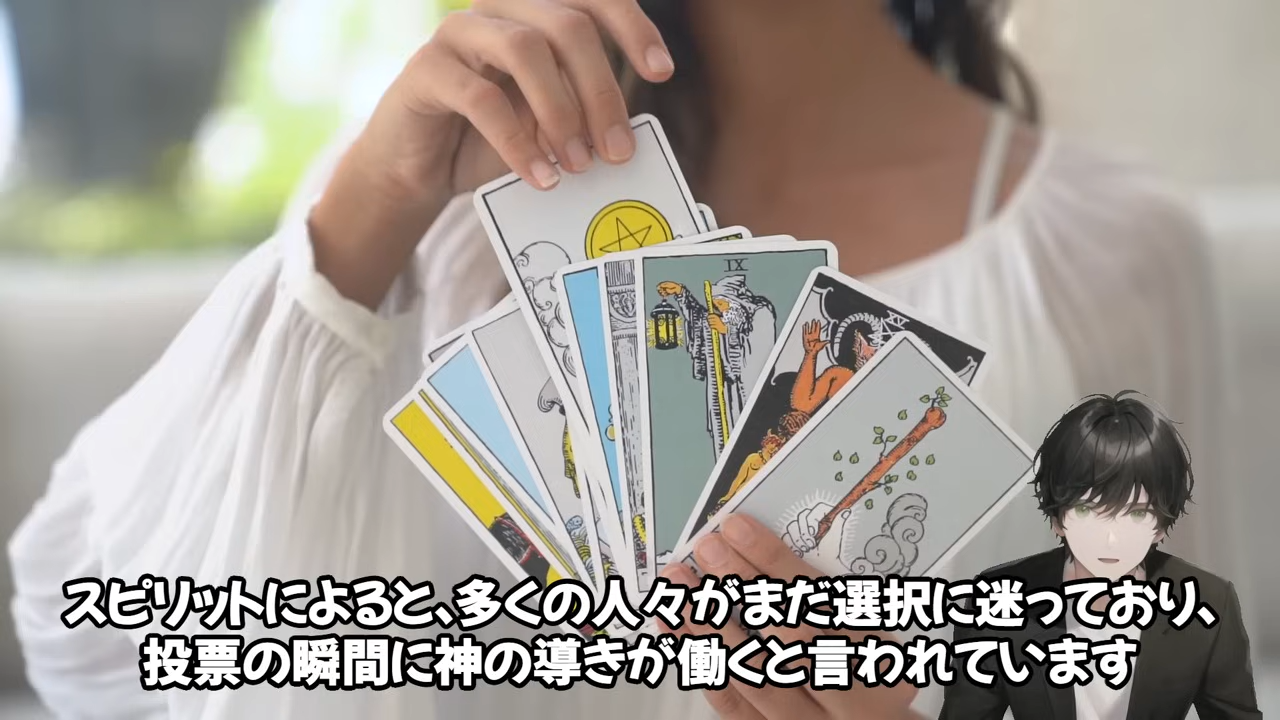 IX
スピリットによると、多くの人々がまだ選択に迷っており、
投票の瞬間に神の導きが働くと言われています